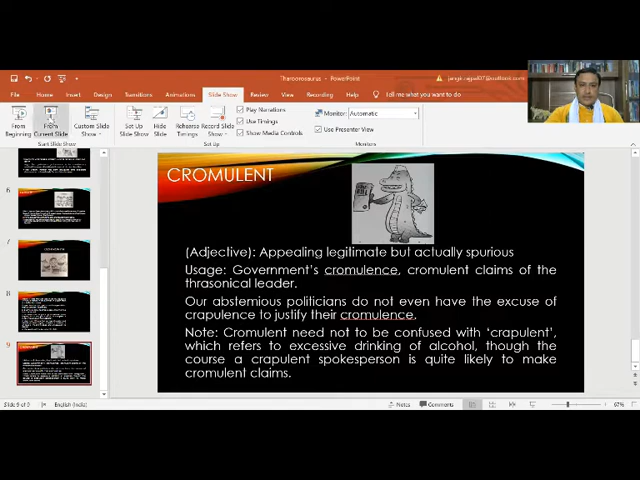 Tharoorosaurus - PowerPoint
File
Home
Insert
Design
Transitions
Animations
Slide Show
Review
View
Recording
Help
Tell me what you want to do
From Beginning
From Current Slide
Custom Slide Show
Set Up Slide Show
Hide Slide
Rehearse Timings
Record Slide Show
Play Narrations
Use Timings
Show Media Controls
Monitor: Automatic
Use Presenter View
Start Slide Show
Set Up
Monitors
6
7
8
9
CROMULENT
(Adjective): Appealing legitimate but actually spurious
Usage: Government's cromulence, cromulent claims of the
thrasonical leader.
Our abstemious politicians do not even have the excuse of
crapulence to justify their cromulence.
Note: Cromulent need not to be confused with 'crapulent',
which refers to excessive drinking of alcohol, though the
course a crapulent spokesperson is quite likely to make
cromulent claims.
Slide 9 of 9
English (India)
Notes
Comments
67%